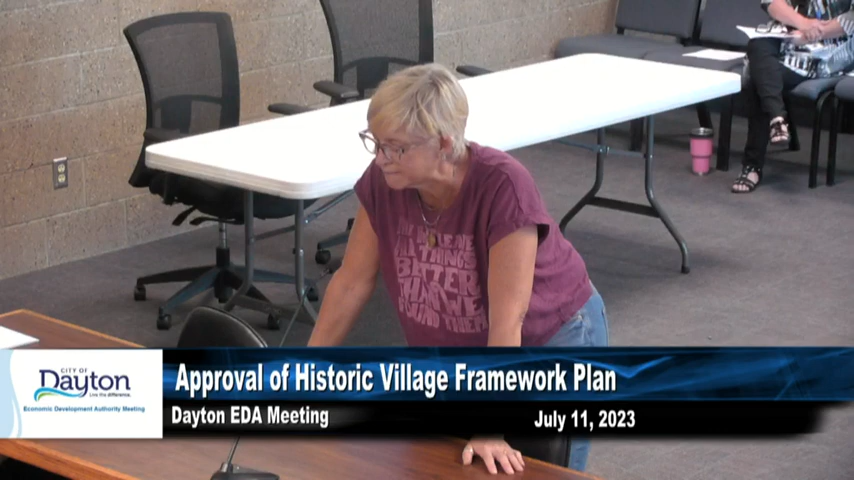 LEAVE
THINGS
BETTER
THAN WE
THEM
CITY OF
Dayton
Live the difference.
Economic Development Authority Meeting
Approval of Historic Village Framework Plan
Dayton EDA Meeting
July 11, 2023